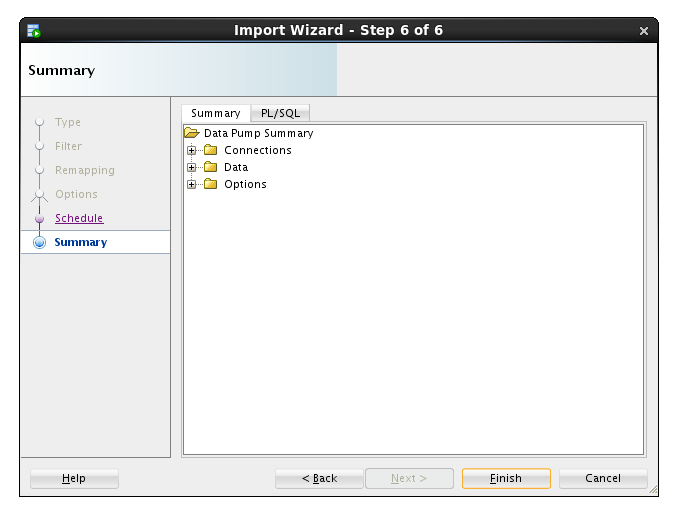 Import Wizard - Step 6 of 6
Summary
Type
Filter
Remapping
Options
Schedule
Summary
Summary PL/SQL
Data Pump Summary
Connections
Data
Options
Help < Back Next > Finish Cancel